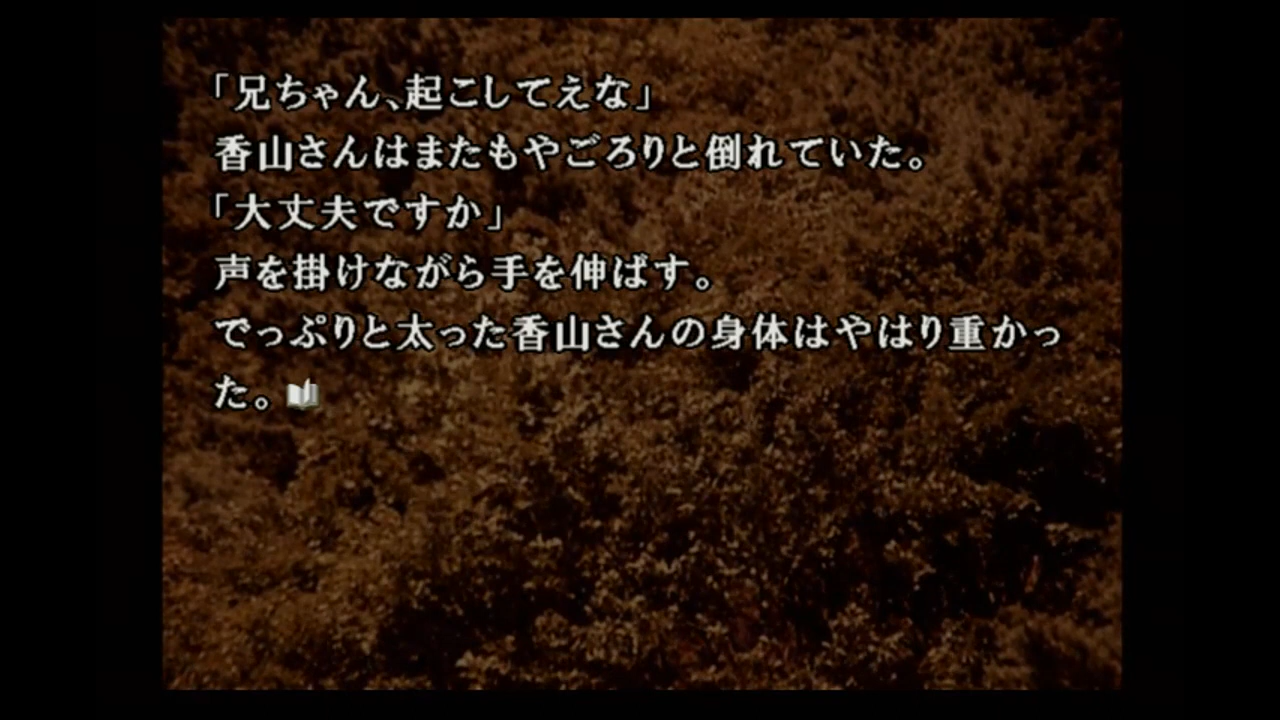 「兄ちゃん、起こしてえな」
香山さんはまたもやごろりと倒れていた。
「大丈夫ですか」
声を掛けながら手を伸ばす。
でっぷりと太った香山さんの身体はやはり重かっ
た。